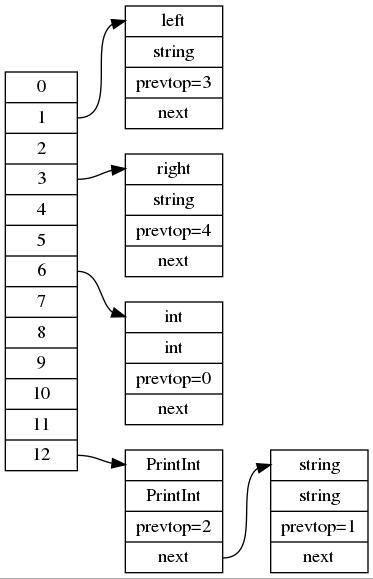 0
1
2
3
4
5
6
7
8
9
10
11
12
left
string
prevtop=3
next
right
string
prevtop=4
next
int
int
prevtop=0
next
PrintInt
PrintInt
prevtop=2
next
string
string
prevtop=1
next